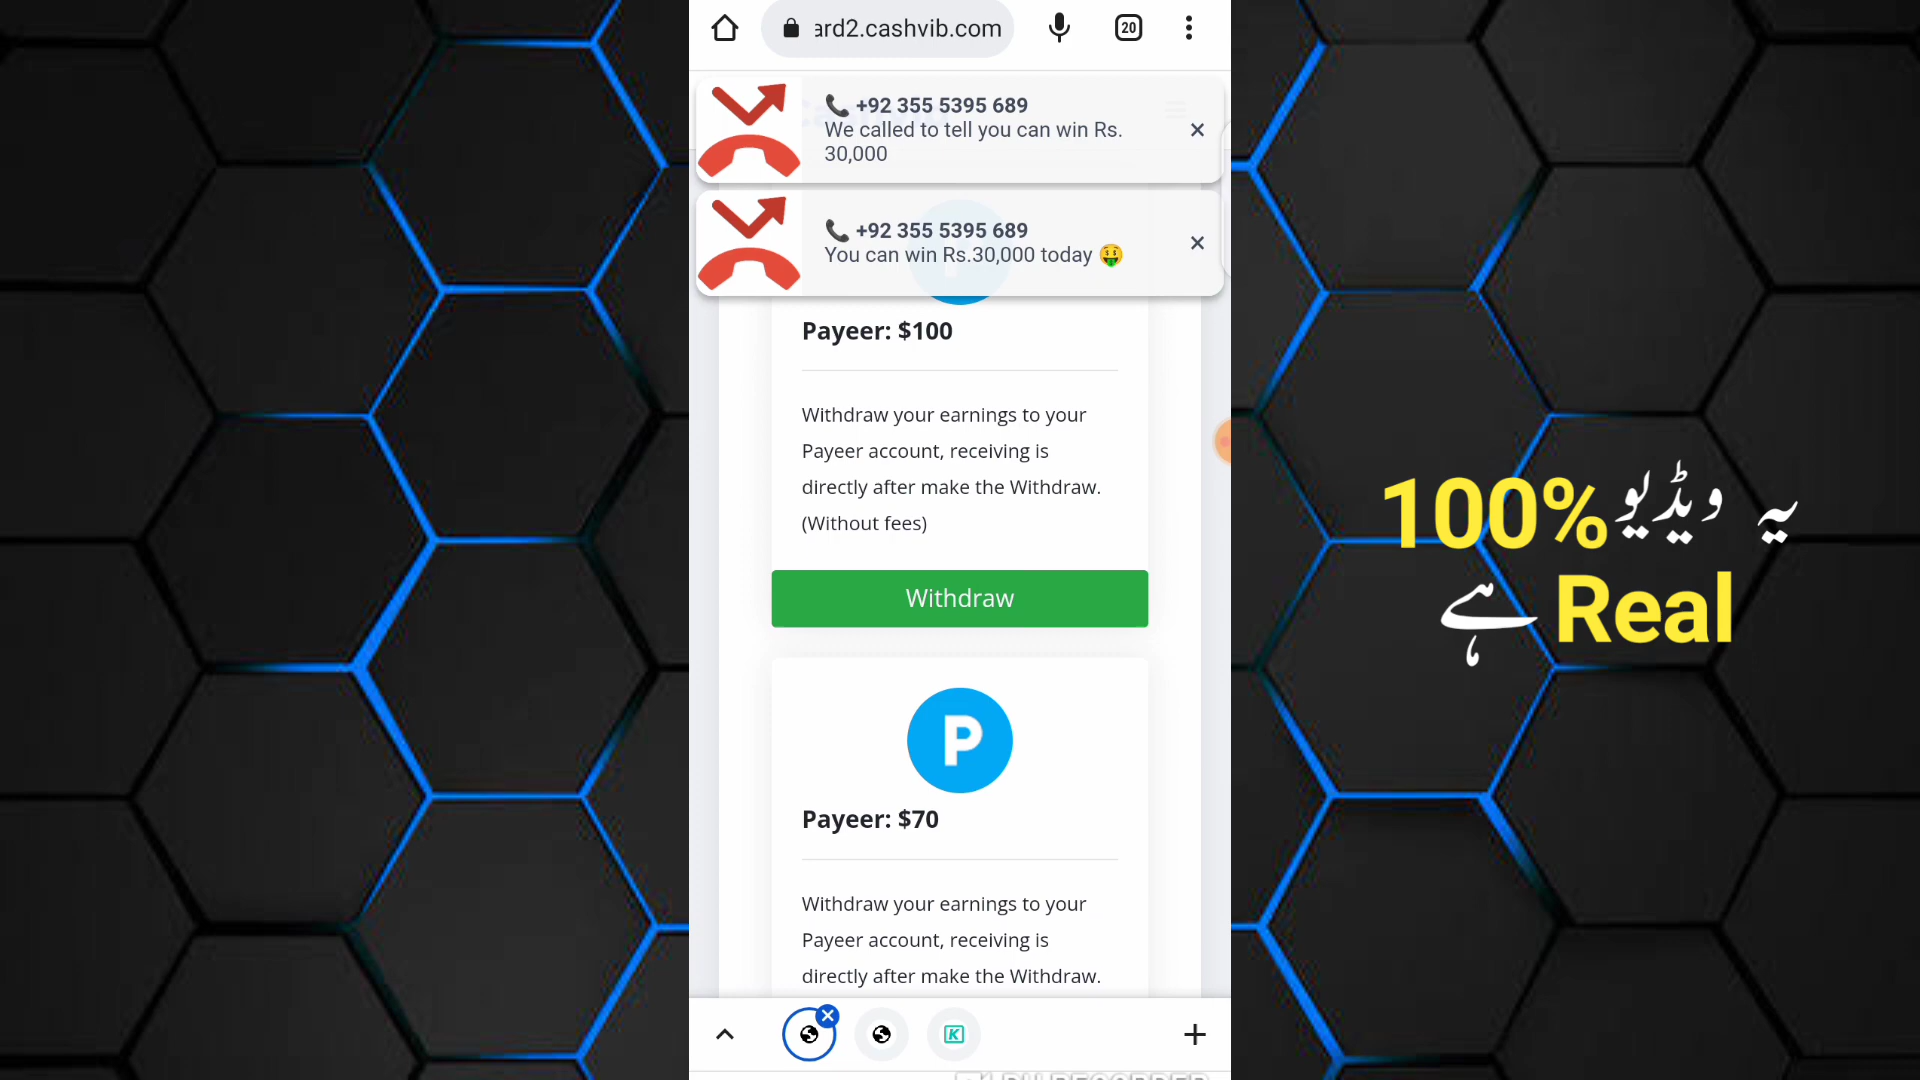 ard2.cashvib.com
20
+92 355 5395 689
We called to tell you can win Rs.
30,000
+92 355 5395 689
You can win Rs.30,000 today 🤑
Payeer: $100
Withdraw your earnings to your
Payeer account, receiving is
directly after make the Withdraw.
(Without fees)
Withdraw
P
Payeer: $70
Withdraw your earnings to your
Payeer account, receiving is
directly after make the Withdraw.
K
یہ ویڈیو 100%
Real ہے